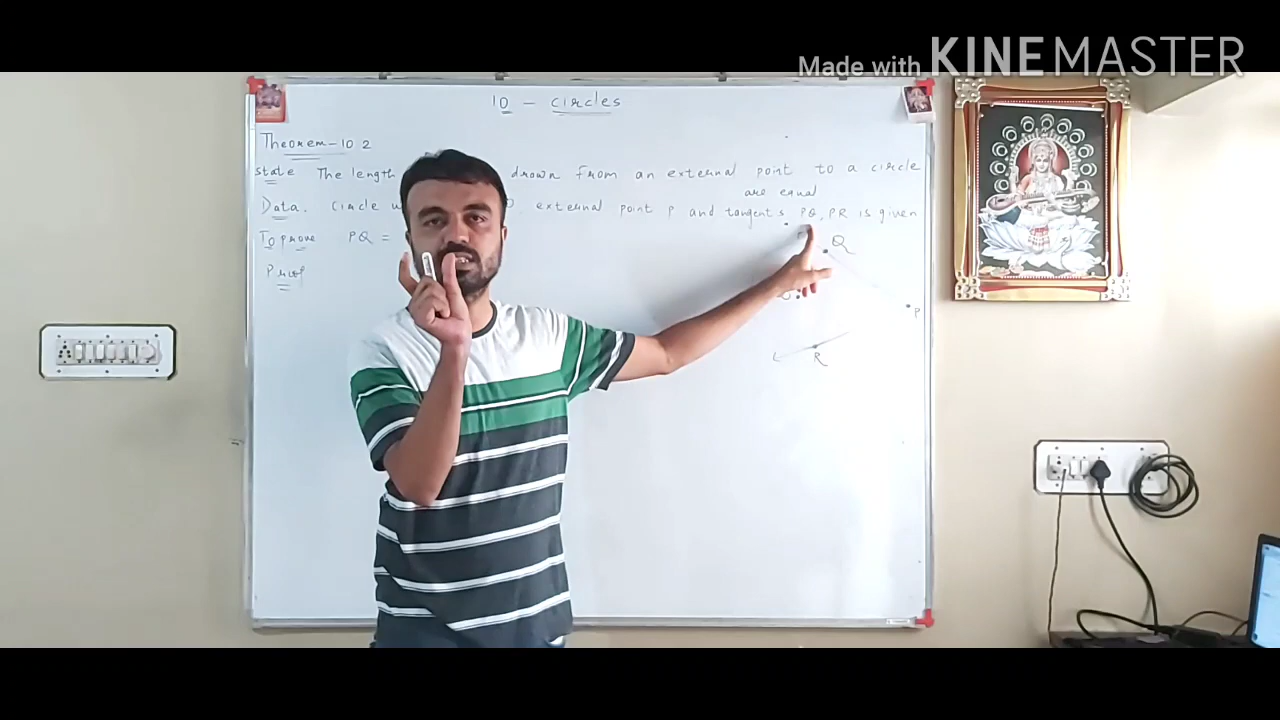 Made with KINEMASTER
10 - circles
Theorem-10 2
state The length drown from an external point to a circle
are equal
Data. Circle external point P and tangents PQ, PR is given
To prove PQ =
Proof
Q
P
R